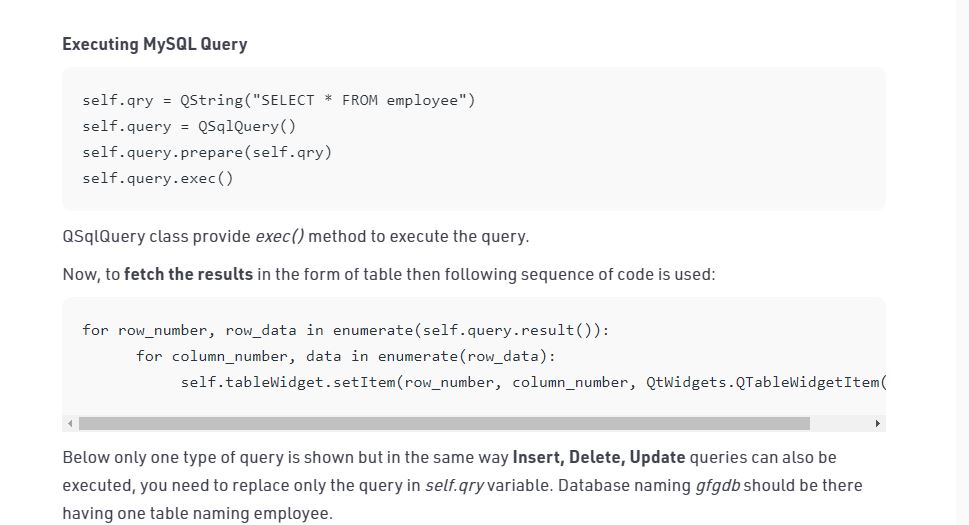 Executing MySQL Query
self.qry = QString("SELECT * FROM employee")
self.query = QSqlQuery()
self.query.prepare(self.qry)
self.query.exec()
QSqlQuery class provide exec() method to execute the query.
Now, to fetch the results in the form of table then following sequence of code is used:
for row_number, row_data in enumerate(self.query.result()):
for column_number, data in enumerate(row_data):
self.tableWidget.setItem(row_number, column_number, QtWidgets.QTableWidgetItem(
Below only one type of query is shown but in the same way Insert, Delete, Update queries can also be
executed, you need to replace only the query in self.qry variable. Database naming gfgdb should be there
having one table naming employee.